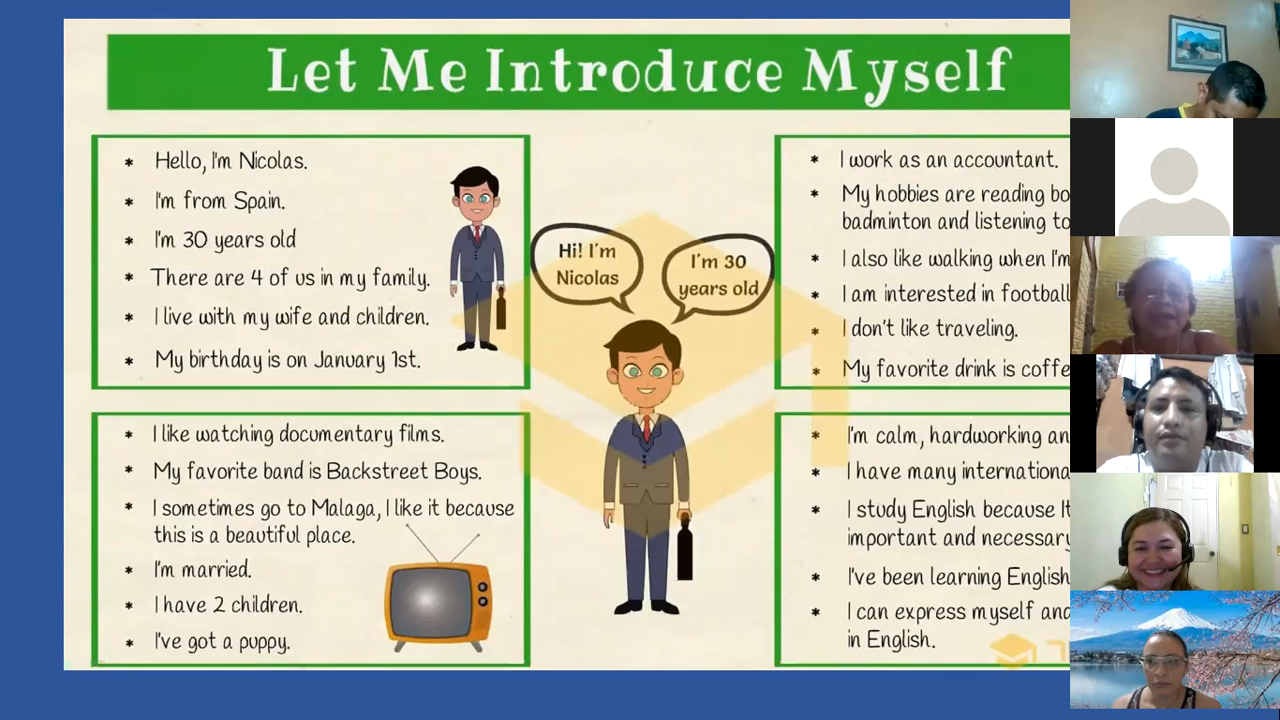 Let Me Introduce Myself
* Hello, I'm Nicolas.
* I'm from Spain.
* I'm 30 years old
* There are 4 of us in my family.
* I live with my wife and children.
* My birthday is on January 1st.
Hi! I'm
Nicolas
I'm 30
years old
* I work as an accountant.
* My hobbies are reading bo
badminton and listening to
* I also like walking when I'm
* I am interested in football
* I don't like traveling.
* My favorite drink is coffe
* I like watching documentary films.
* My favorite band is Backstreet Boys.
* I sometimes go to Malaga, I like it because
this is a beautiful place.
* I'm married.
* I have 2 children.
* I've got a puppy.
* I'm calm, hardworking an
* I have many internationa
* I study English because It
important and necessary
* I've been learning English
* I can express myself and
in English.